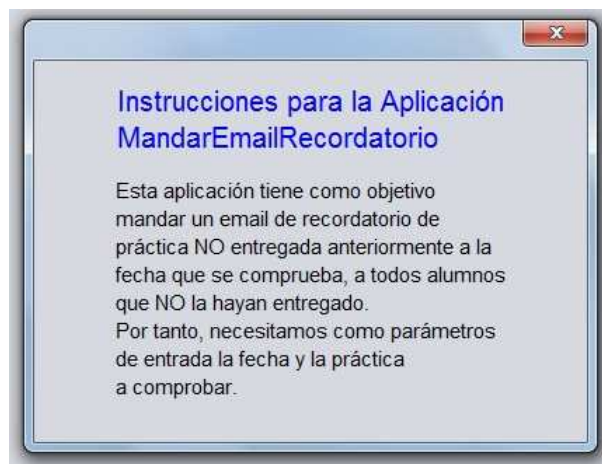 Instrucciones para la Aplicación
MandarEmailRecordatorio
Esta aplicación tiene como objetivo
mandar un email de recordatorio de
práctica NO entregada anteriormente a la
fecha que se comprueba, a todos alumnos
que NO la hayan entregado.
Por tanto, necesitamos como parámetros
de entrada la fecha y la práctica
a comprobar.